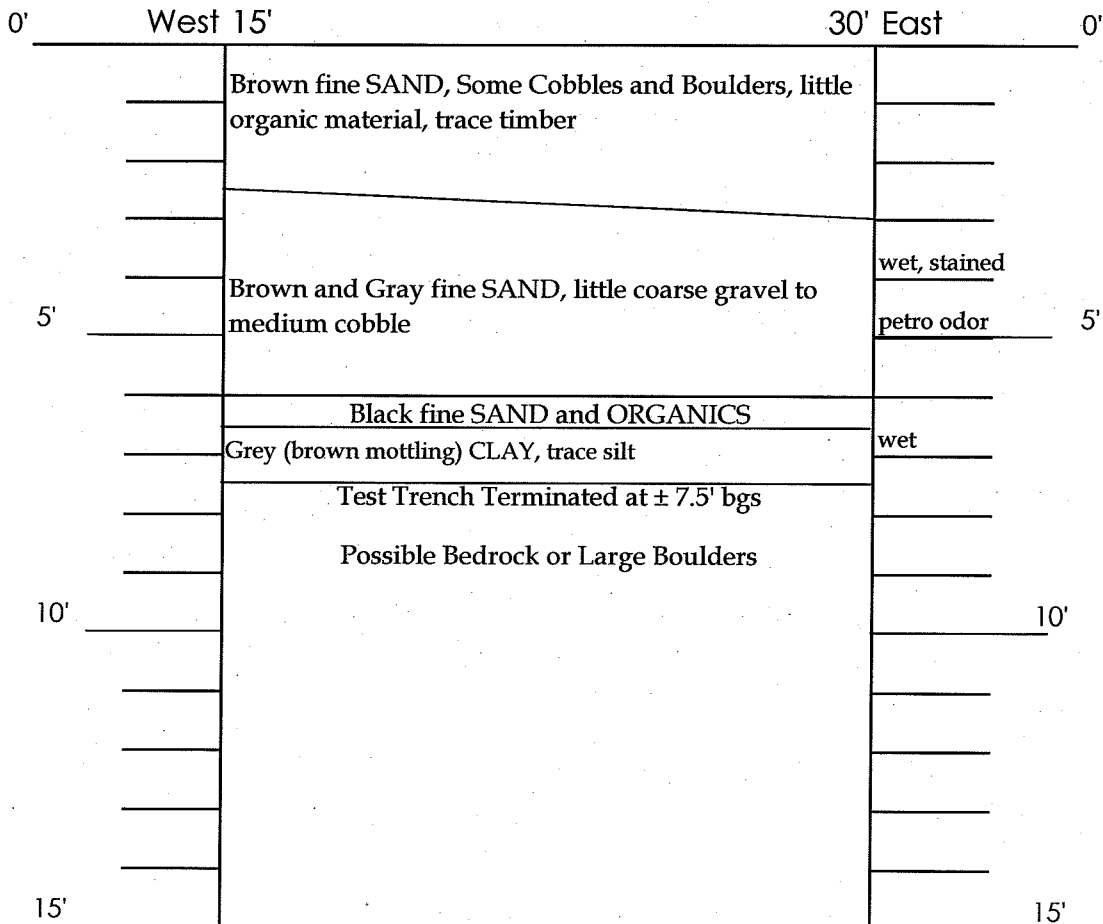 0' West 15' 30' East 0'
Brown fine SAND, Some Cobbles and Boulders, little
organic material, trace timber
wet, stained
Brown and Gray fine SAND, little coarse gravel to
medium cobble
5' petro odor 5'
Black fine SAND and ORGANICS
Grey (brown mottling) CLAY, trace silt
wet
Test Trench Terminated at ± 7.5' bgs
Possible Bedrock or Large Boulders
10' 10'
15' 15'